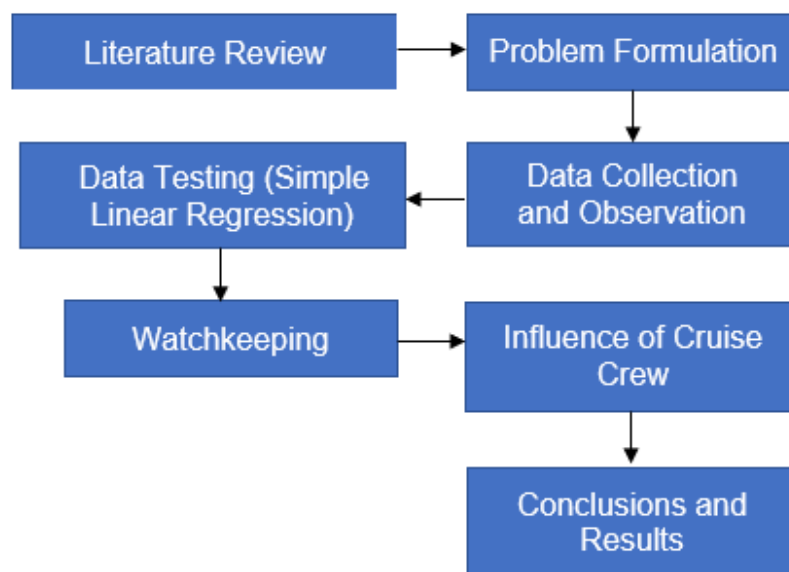 Literature Review
Problem Formulation
Data Collection
and Observation
Data Testing (Simple
Linear Regression)
Watchkeeping
Influence of Cruise
Crew
Conclusions and
Results